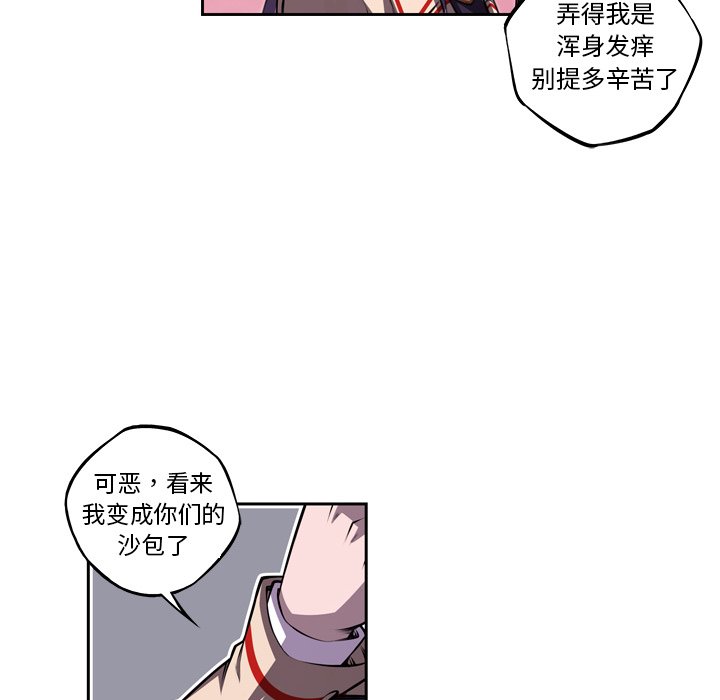 弄得我是
浑身发痒
别提多辛苦了
可恶，看来
我变成你们的
沙包了